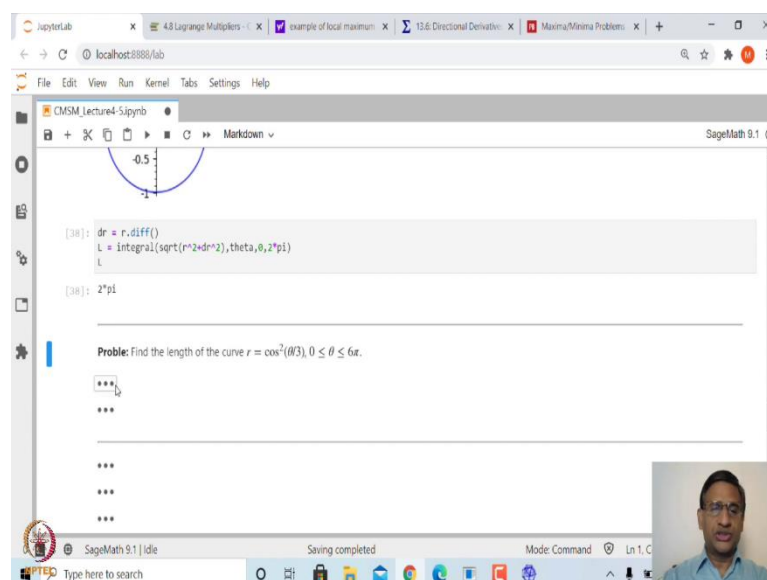 JupyterLab
4.8 Lagrange Multipliers - C
example of local maximum
13.6: Directional Derivative
Maxima/Minima Problems
localhost:8888/lab
M
File Edit View Run Kernel Tabs Settings Help
CMSM_Lecture4-5.ipynb
Markdown
SageMath 9.1
-0.5
-1
[38]: dr = r.diff()
L = integral(sqrt(r^2+dr^2),theta,0,2*pi)
L
[38]: 2*pi
Proble: Find the length of the curve r = cos²(θ/3), 0 ≤ θ ≤ 6π.
SageMath 9.1 | Idle
Saving completed
Mode: Command
Ln 1, C
PTEL
Type here to search